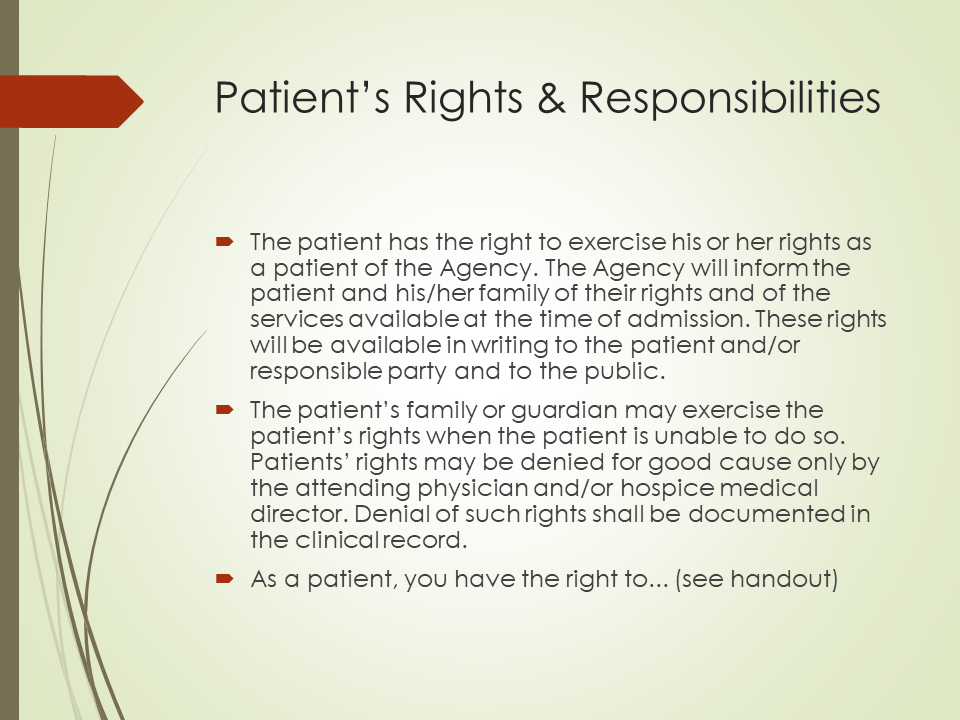 Patient’s Rights & Responsibilities
The patient has the right to exercise his or her rights as
a patient of the Agency. The Agency will inform the
patient and his/her family of their rights and of the
services available at the time of admission. These rights
will be available in writing to the patient and/or
responsible party and to the public.
The patient’s family or guardian may exercise the
patient’s rights when the patient is unable to do so.
Patients’ rights may be denied for good cause only by
the attending physician and/or hospice medical
director. Denial of such rights shall be documented in
the clinical record.
As a patient, you have the right to... (see handout)